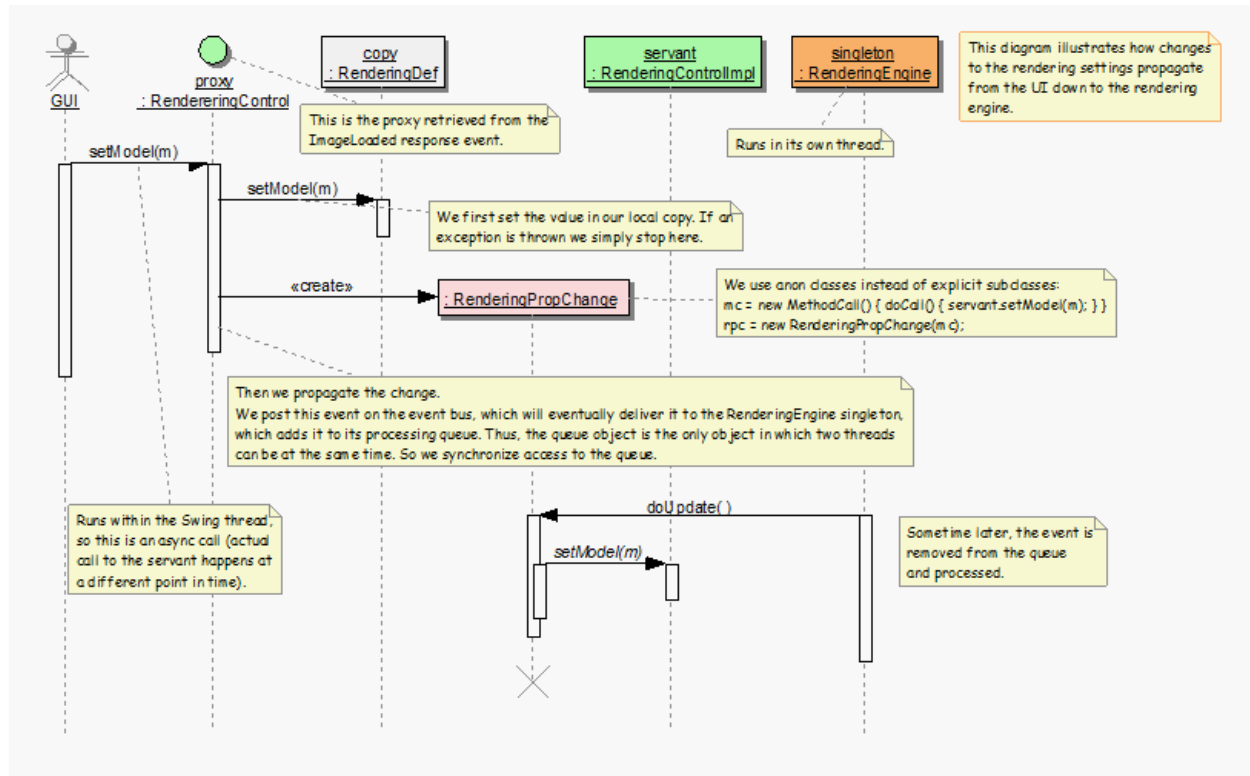 GUI
proxy
: RendereringControl
copy
: RenderingDef
servant
: RenderingControlImpl
singleton
: RenderingEngine
This diagram illustrates how changes
to the rendering settings propagate
from the UI down to the rendering
engine.
This is the proxy retrieved from the
ImageLoaded response event.
Runs in its own thread.
setModel(m)
setModel(m)
We first set the value in our local copy. If an
exception is thrown we simply stop here.
«create»
: RenderingPropChange
We use anon classes instead of explicit subclasses:
mc = new MethodCall() { doCall() { servant.setModel(m); } }
rpc = new RenderingPropChange(mc);
Then we propagate the change.
We post this event on the event bus, which will eventually deliver it to the RenderingEngine singleton,
which adds it to its processing queue. Thus, the queue object is the only object in which two threads
can be at the same time. So we synchronize access to the queue.
Runs within the Swing thread,
so this is an async call (actual
call to the servant happens at
a different point in time).
doUpdate( )
setModel(m)
Sometime later, the event is
removed from the queue
and processed.